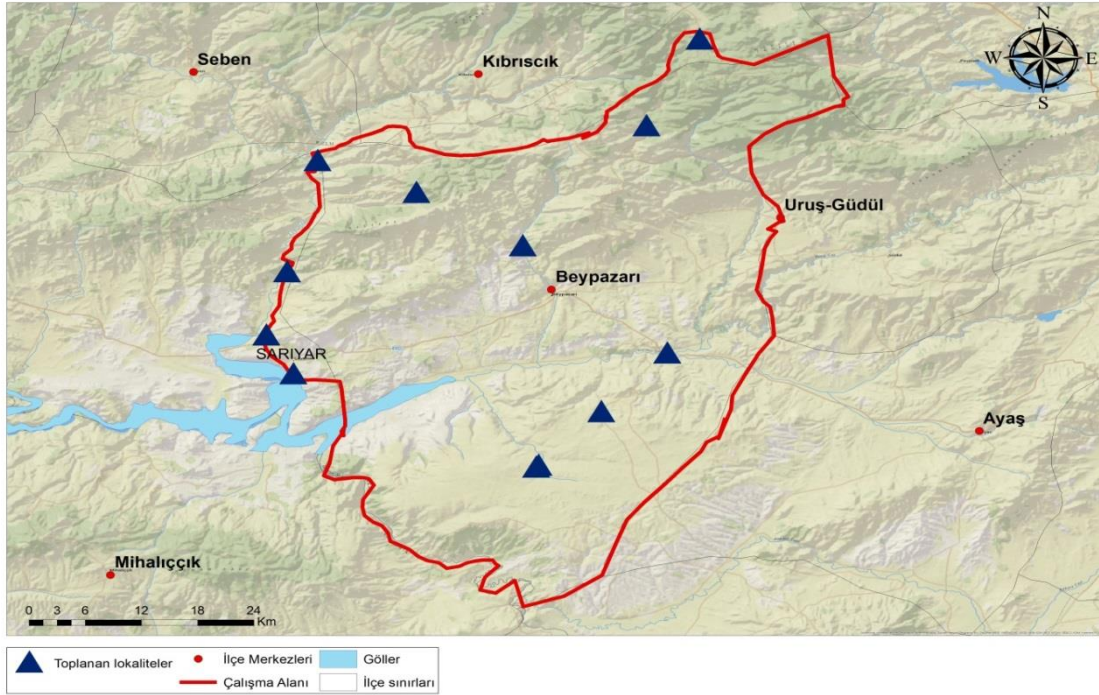 N
W E
S
Seben
Kıbrıscık
Uruş-Güdül
Beypazarı
SARIYAR
Ayaş
Mihalıççık
0 3 6 12 18 24
Km
Toplanan lokaliteler
İlçe Merkezleri
Göller
Çalışma Alanı
İlçe sınırları